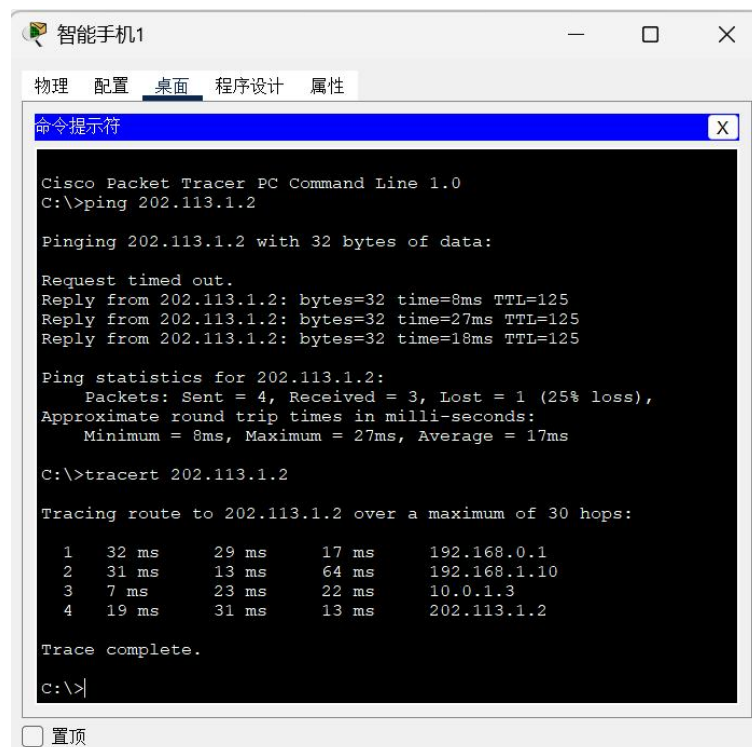 智能手机1
物理 配置 桌面 程序设计 属性
命令提示符 X
Cisco Packet Tracer PC Command Line 1.0
C:\>ping 202.113.1.2
Pinging 202.113.1.2 with 32 bytes of data:
Request timed out.
Reply from 202.113.1.2: bytes=32 time=8ms TTL=125
Reply from 202.113.1.2: bytes=32 time=27ms TTL=125
Reply from 202.113.1.2: bytes=32 time=18ms TTL=125
Ping statistics for 202.113.1.2:
Packets: Sent = 4, Received = 3, Lost = 1 (25% loss),
Approximate round trip times in milli-seconds:
Minimum = 8ms, Maximum = 27ms, Average = 17ms
C:\>tracert 202.113.1.2
Tracing route to 202.113.1.2 over a maximum of 30 hops:
1 32 ms 29 ms 17 ms 192.168.0.1
2 31 ms 13 ms 64 ms 192.168.1.10
3 7 ms 23 ms 22 ms 10.0.1.3
4 19 ms 31 ms 13 ms 202.113.1.2
Trace complete.
C:\>
置顶